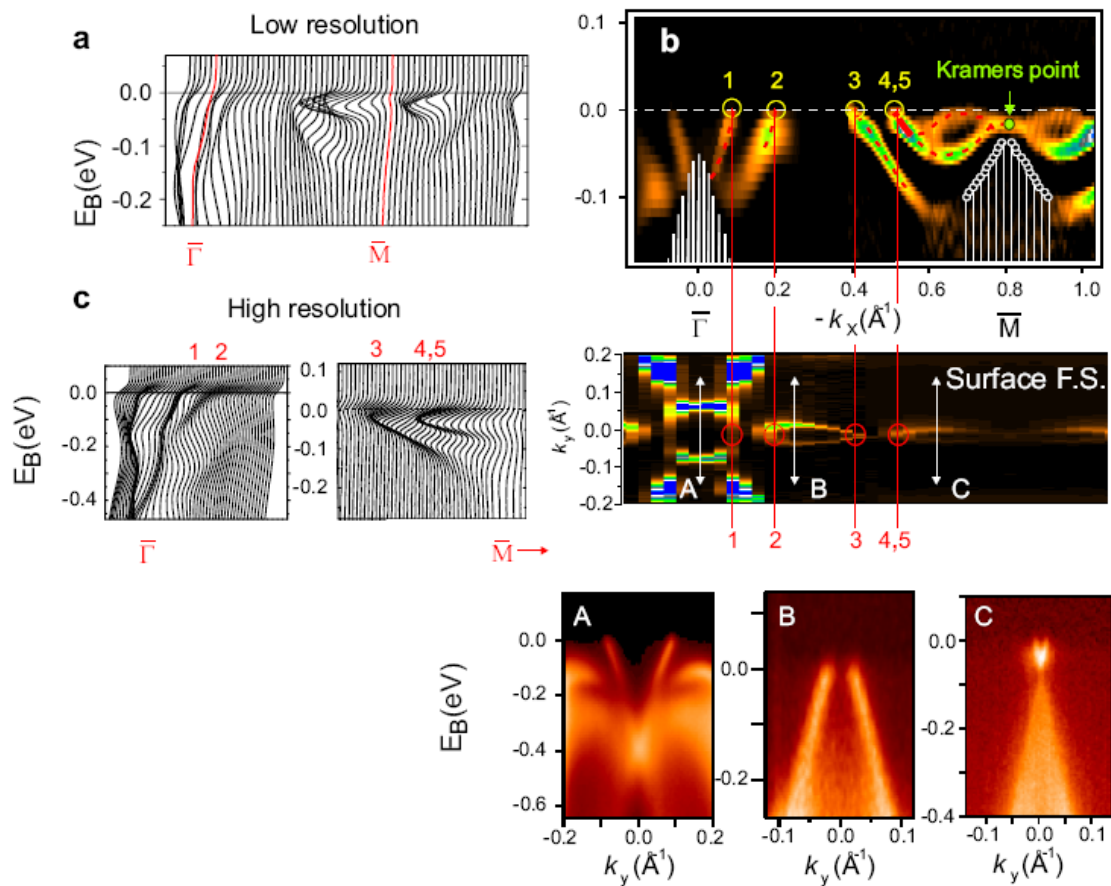 Low resolution
a
0.0
-0.1
-0.2
E_B(eV)
Γ̅
M̅
b
0.1
0.0
-0.1
1
2
3
4,5
Kramers point
0.0
0.2
0.4
0.6
0.8
1.0
Γ̅
-k_X(Å⁻¹)
M̅
c
High resolution
1 2
3 4,5
0.0
-0.2
-0.4
E_B(eV)
Γ̅
0.1
0.0
-0.1
-0.2
M̅
0.2
0.1
0.0
-0.1
-0.2
k_y(Å⁻¹)
Surface F.S.
A
B
C
1
2
3
4,5
A
0.0
-0.2
-0.4
-0.6
E_B(eV)
-0.2
0.0
0.2
k_y(Å⁻¹)
B
0.0
-0.2
-0.1
0.0
0.1
k_y(Å⁻¹)
C
0.0
-0.1
-0.2
-0.3
-0.4
-0.1
0.0
0.1
k_y(Å⁻¹)